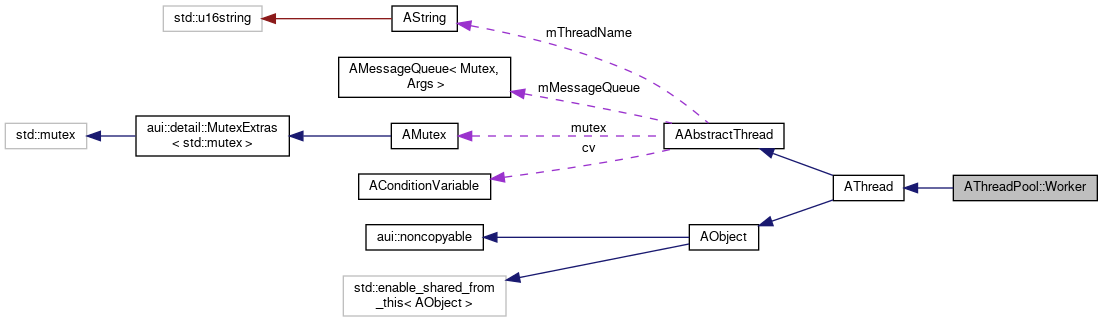 std::u16string
AString
mThreadName
AMessageQueue< Mutex,
Args >
mMessageQueue
std::mutex
aui::detail::MutexExtras
< std::mutex >
AMutex
mutex
AAbstractThread
cv
AConditionVariable
AThread
AThreadPool::Worker
aui::noncopyable
AObject
std::enable_shared_from
_this< AObject >